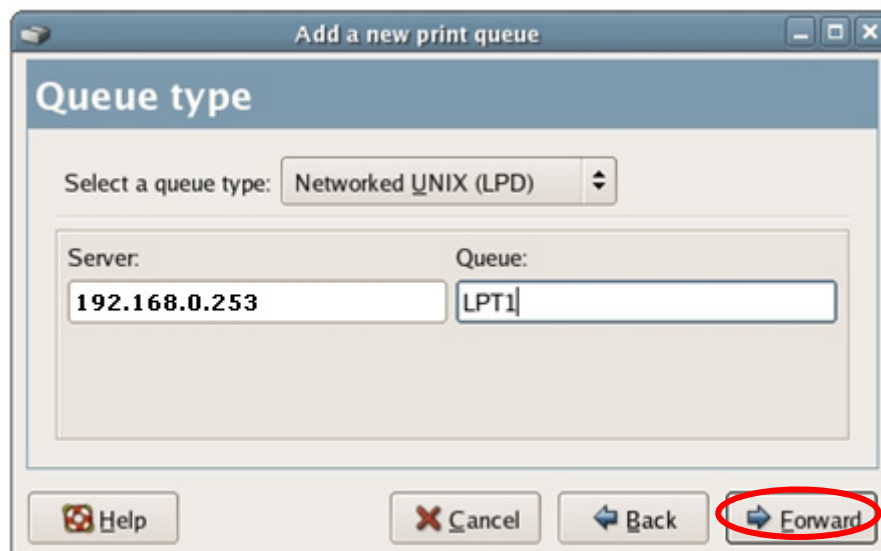 Add a new print queue
Queue type
Select a queue type: Networked UNIX (LPD)
Server: Queue:
192.168.0.253 LPT1
Help Cancel Back Forward